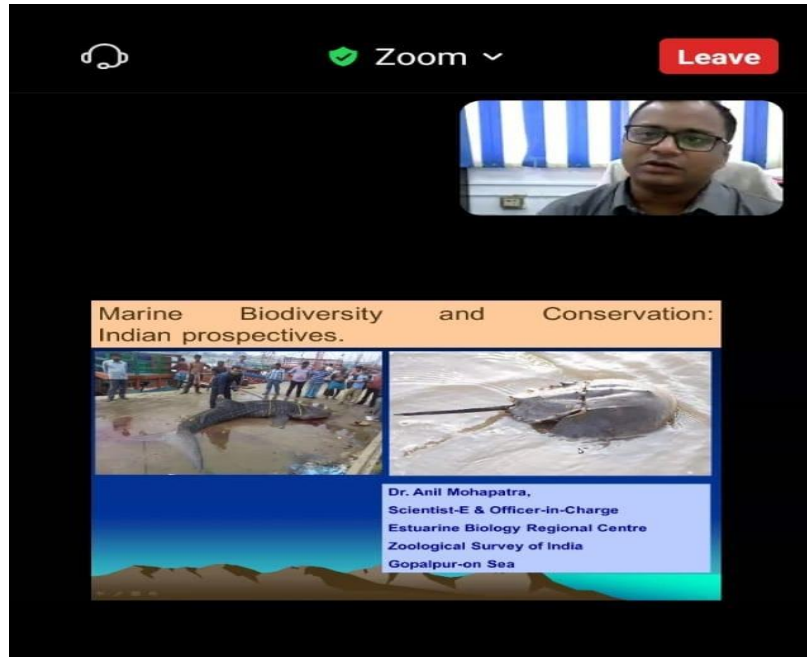 Zoom
Leave
Marine Biodiversity and Conservation:
Indian prospectives.
Dr. Anil Mohapatra,
Scientist-E & Officer-in-Charge
Estuarine Biology Regional Centre
Zoological Survey of India
Gopalpur-on Sea